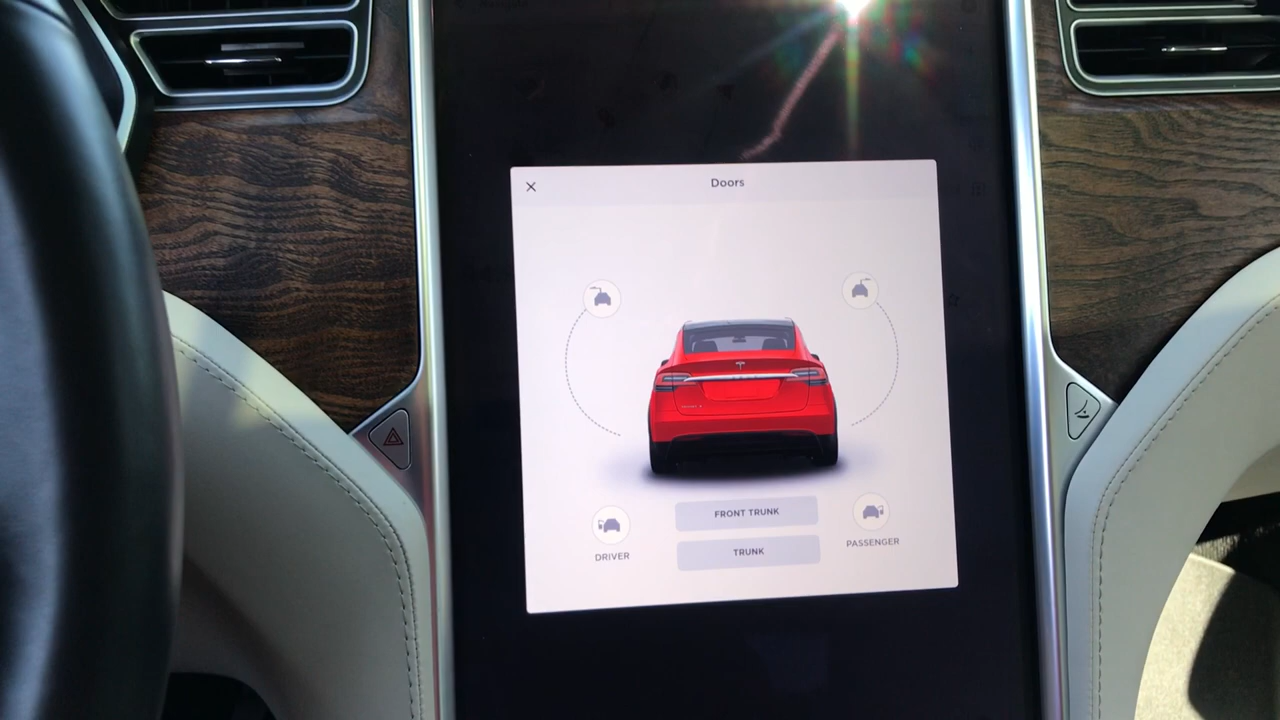 Doors
FRONT TRUNK
TRUNK
DRIVER
PASSENGER